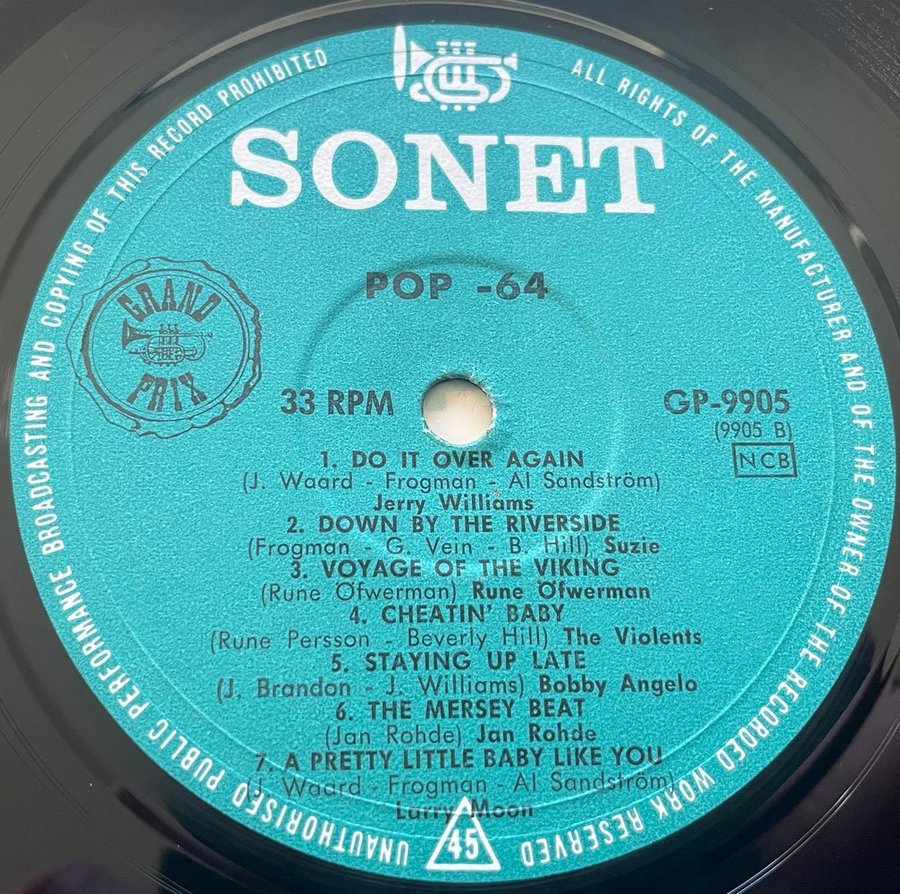 UNAUTHORISED PUBLIC PERFORMANCE BROADCASTING AND COPYING OF THIS RECORD PROHIBITED
ALL RIGHTS OF THE MANUFACTURER AND OF THE OWNER OF THE RECORDED WORK RESERVED
SONET
POP -64
GRAND
PRIX
33 RPM
GP-9905
(9905 B)
NCB
1. DO IT OVER AGAIN
(J. Waard - Frogman - Al Sandström)
Jerry Williams
2. DOWN BY THE RIVERSIDE
(Frogman - G. Vein - B. Hill) Suzie
3. VOYAGE OF THE VIKING
(Rune Öfwerman) Rune Öfwerman
4. CHEATIN' BABY
(Rune Persson - Beverly Hill) The Violents
5. STAYING UP LATE
(J. Brandon - J. Williams) Bobby Angelo
6. THE MERSEY BEAT
(Jan Rohde) Jan Rohde
7. A PRETTY LITTLE BABY LIKE YOU
(J. Waard - Frogman - Al Sandström)
Larry Moon
45